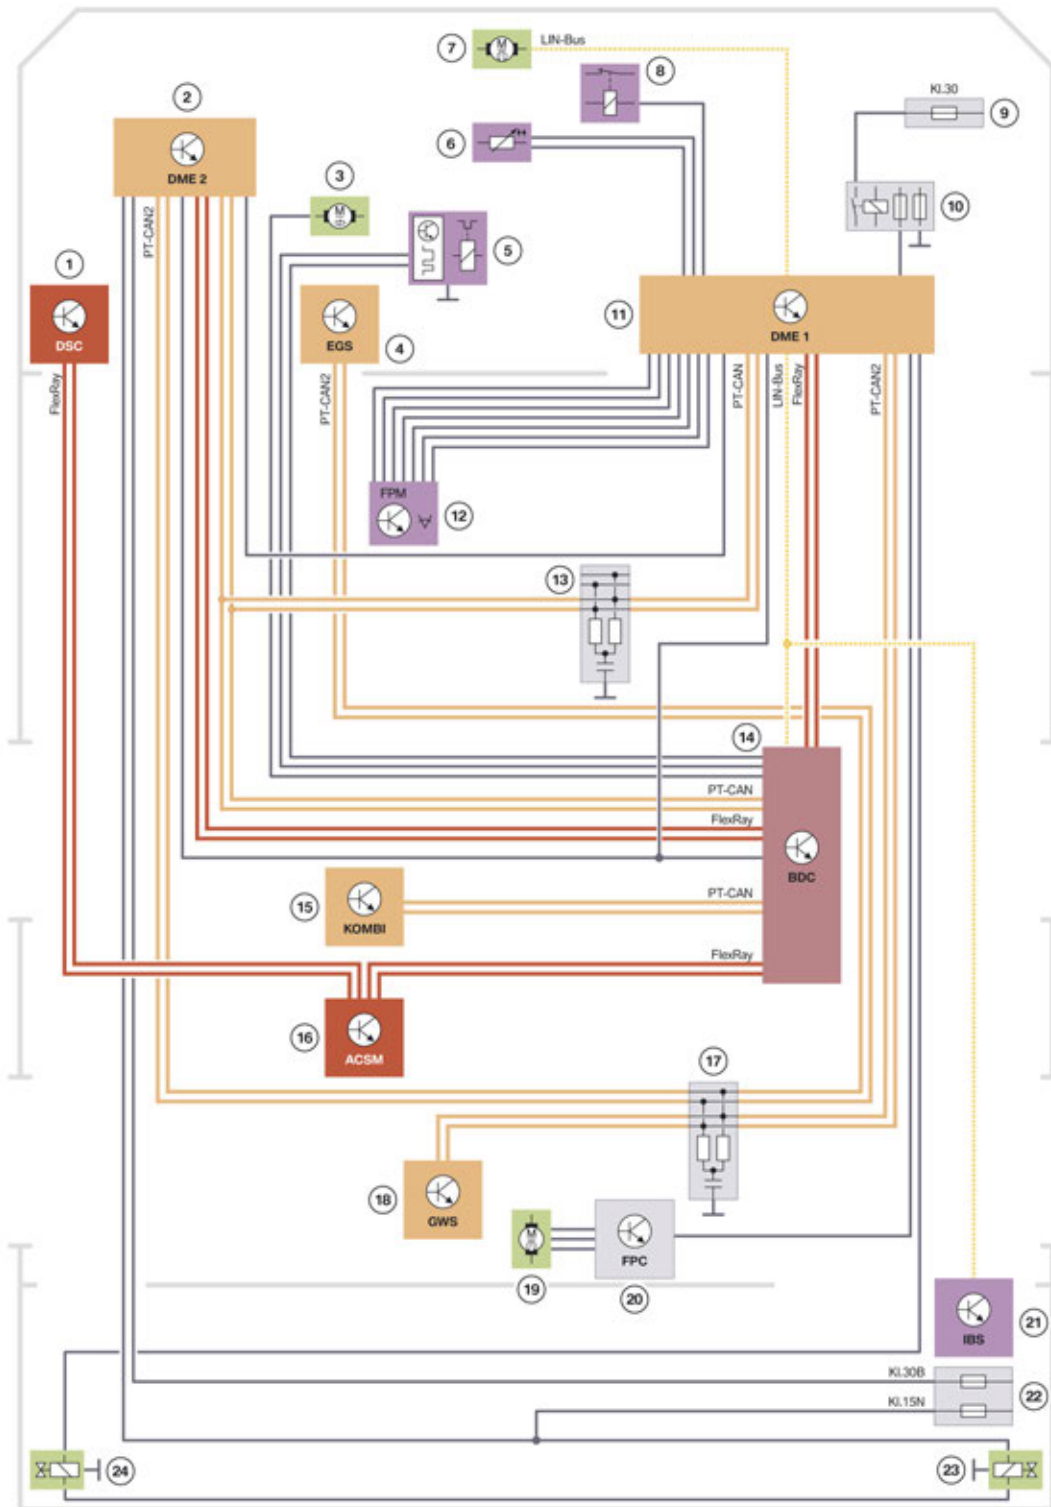 7
LIN-Bus
8
2
Kl.30
9
6
DME 2
3
10
PT-CAN2
5
1
11
DME 1
DSC
EGS
4
FlexRay
PT-CAN2
PT-CAN
LIN-Bus
FlexRay
PT-CAN2
FPM
12
13
14
PT-CAN
FlexRay
BDC
15
KOMBI
PT-CAN
FlexRay
16
ACSM
17
18
GWS
M
19
FPC
20
IBS
21
Kl.30B
22
Kl.15N
24
23